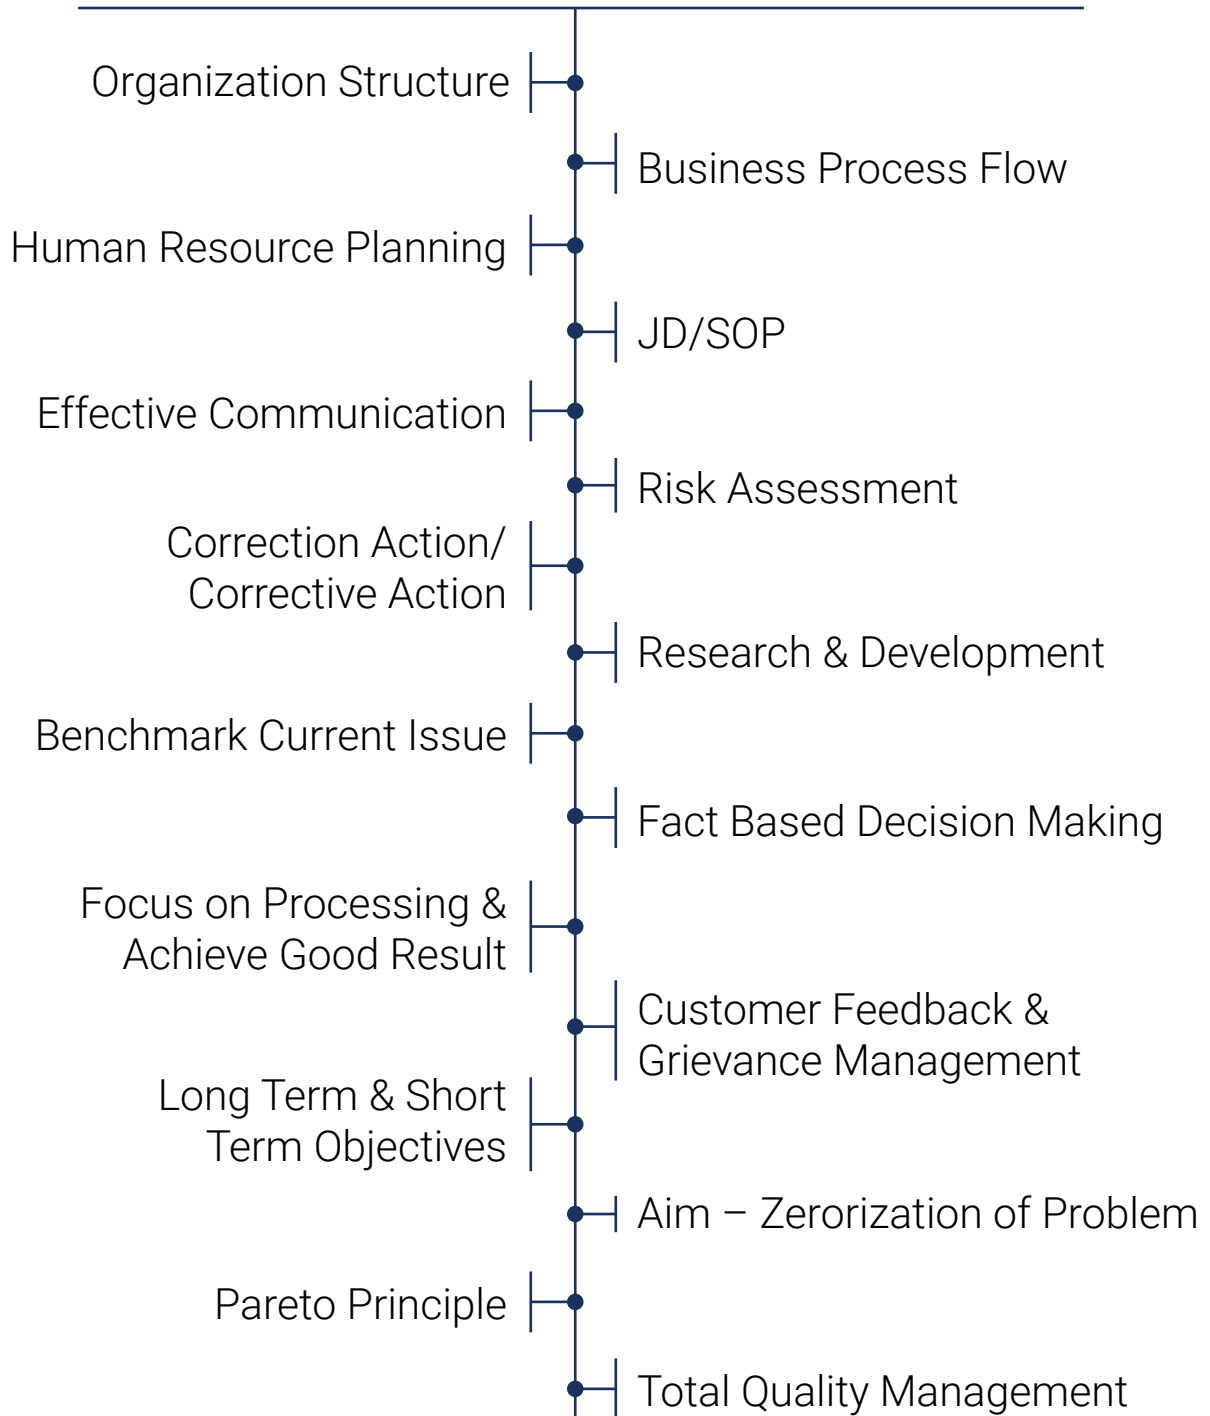 Organization Structure
Business Process Flow
Human Resource Planning
JD/SOP
Effective Communication
Risk Assessment
Correction Action/
Corrective Action
Research & Development
Benchmark Current Issue
Fact Based Decision Making
Focus on Processing &
Achieve Good Result
Customer Feedback &
Grievance Management
Long Term & Short
Term Objectives
Aim – Zerorization of Problem
Pareto Principle
Total Quality Management